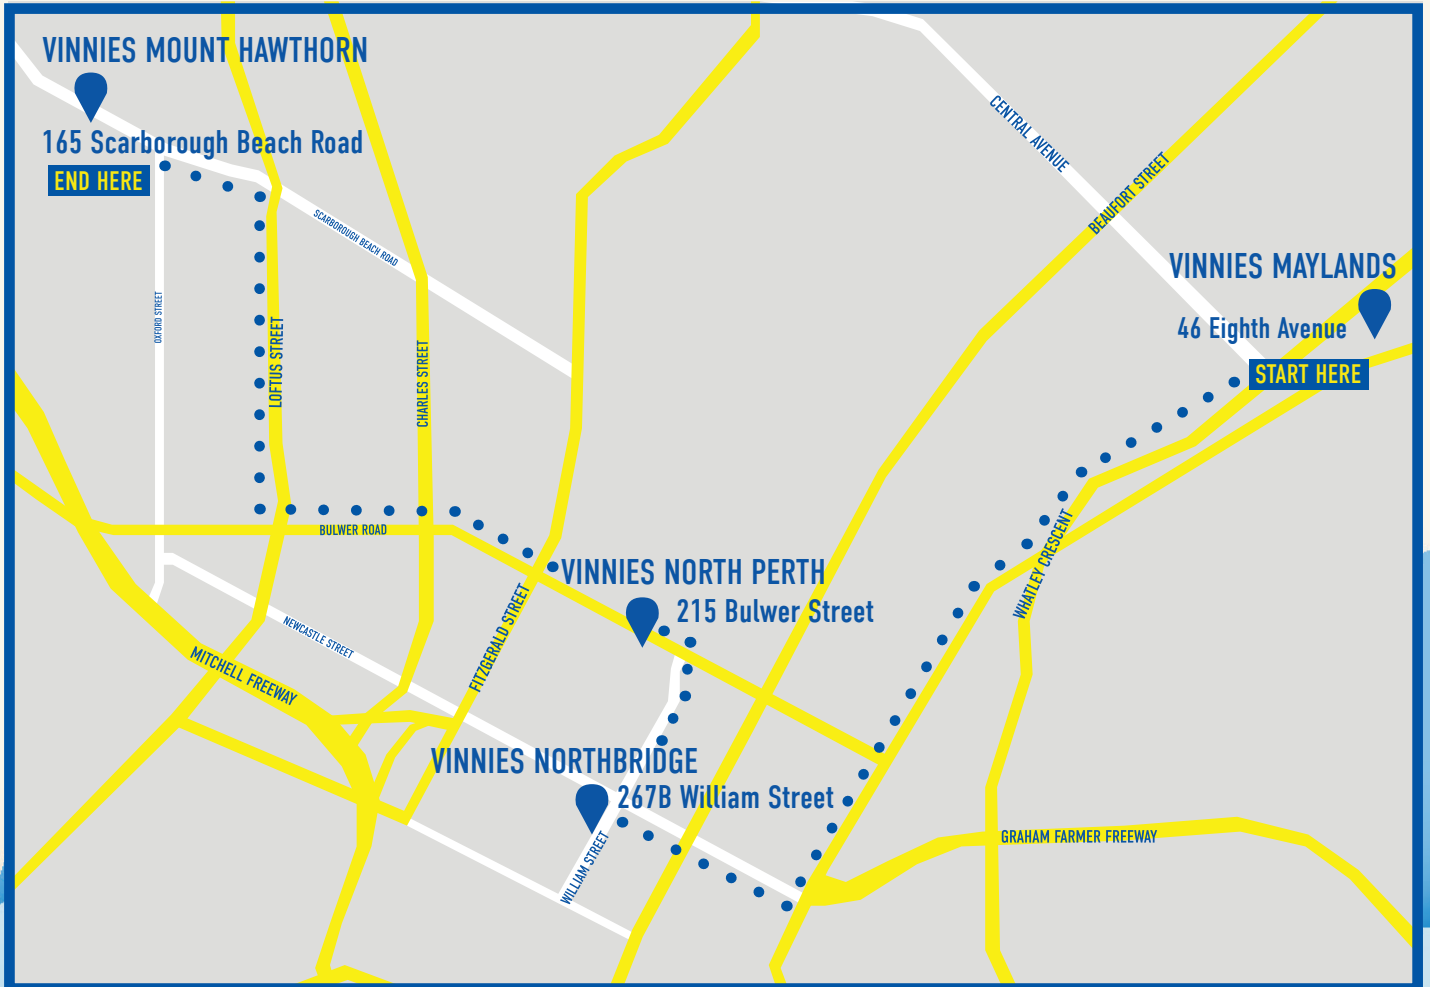 VINNIES MOUNT HAWTHORN
165 Scarborough Beach Road
END HERE
CENTRAL AVENUE
BEAUFORT STREET
SCARBOROUGH BEACH ROAD
VINNIES MAYLANDS
46 Eighth Avenue
START HERE
OXFORD STREET
LOFTUS STREET
CHARLES STREET
BULWER ROAD
WHATLEY CRESCENT
VINNIES NORTH PERTH
215 Bulwer Street
FITZGERALD STREET
NEWCASTLE STREET
MITCHELL FREEWAY
VINNIES NORTHBRIDGE
267B William Street
WILLIAM STREET
GRAHAM FARMER FREEWAY